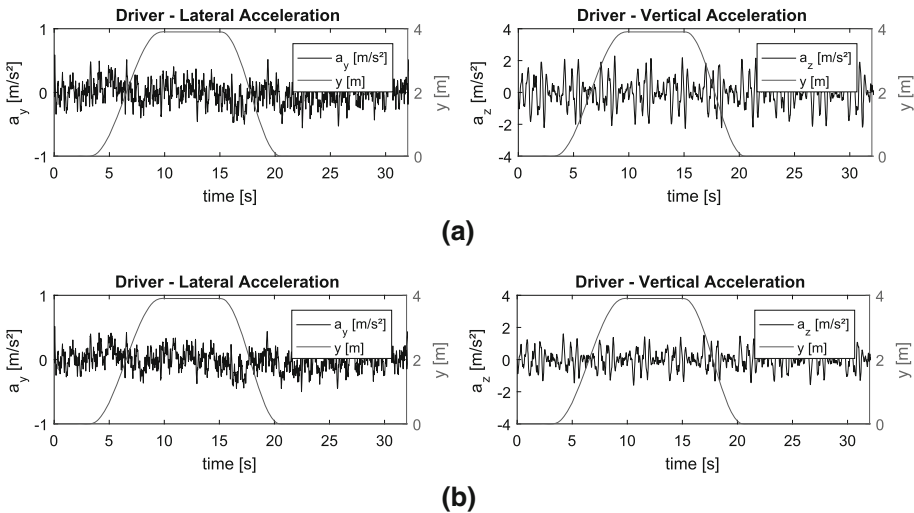 Driver - Lateral Acceleration
Driver - Vertical Acceleration
1
0
-1
a_y [m/s²]
4
2
0
y [m]
a_y [m/s²]
y [m]
0 5 10 15 20 25 30
time [s]
4
2
0
-2
-4
a_z [m/s²]
4
2
0
y [m]
a_z [m/s²]
y [m]
0 5 10 15 20 25 30
time [s]
(a)
Driver - Lateral Acceleration
Driver - Vertical Acceleration
1
0
-1
a_y [m/s²]
4
2
0
y [m]
a_y [m/s²]
y [m]
0 5 10 15 20 25 30
time [s]
4
2
0
-2
-4
a_z [m/s²]
4
2
0
y [m]
a_z [m/s²]
y [m]
0 5 10 15 20 25 30
time [s]
(b)